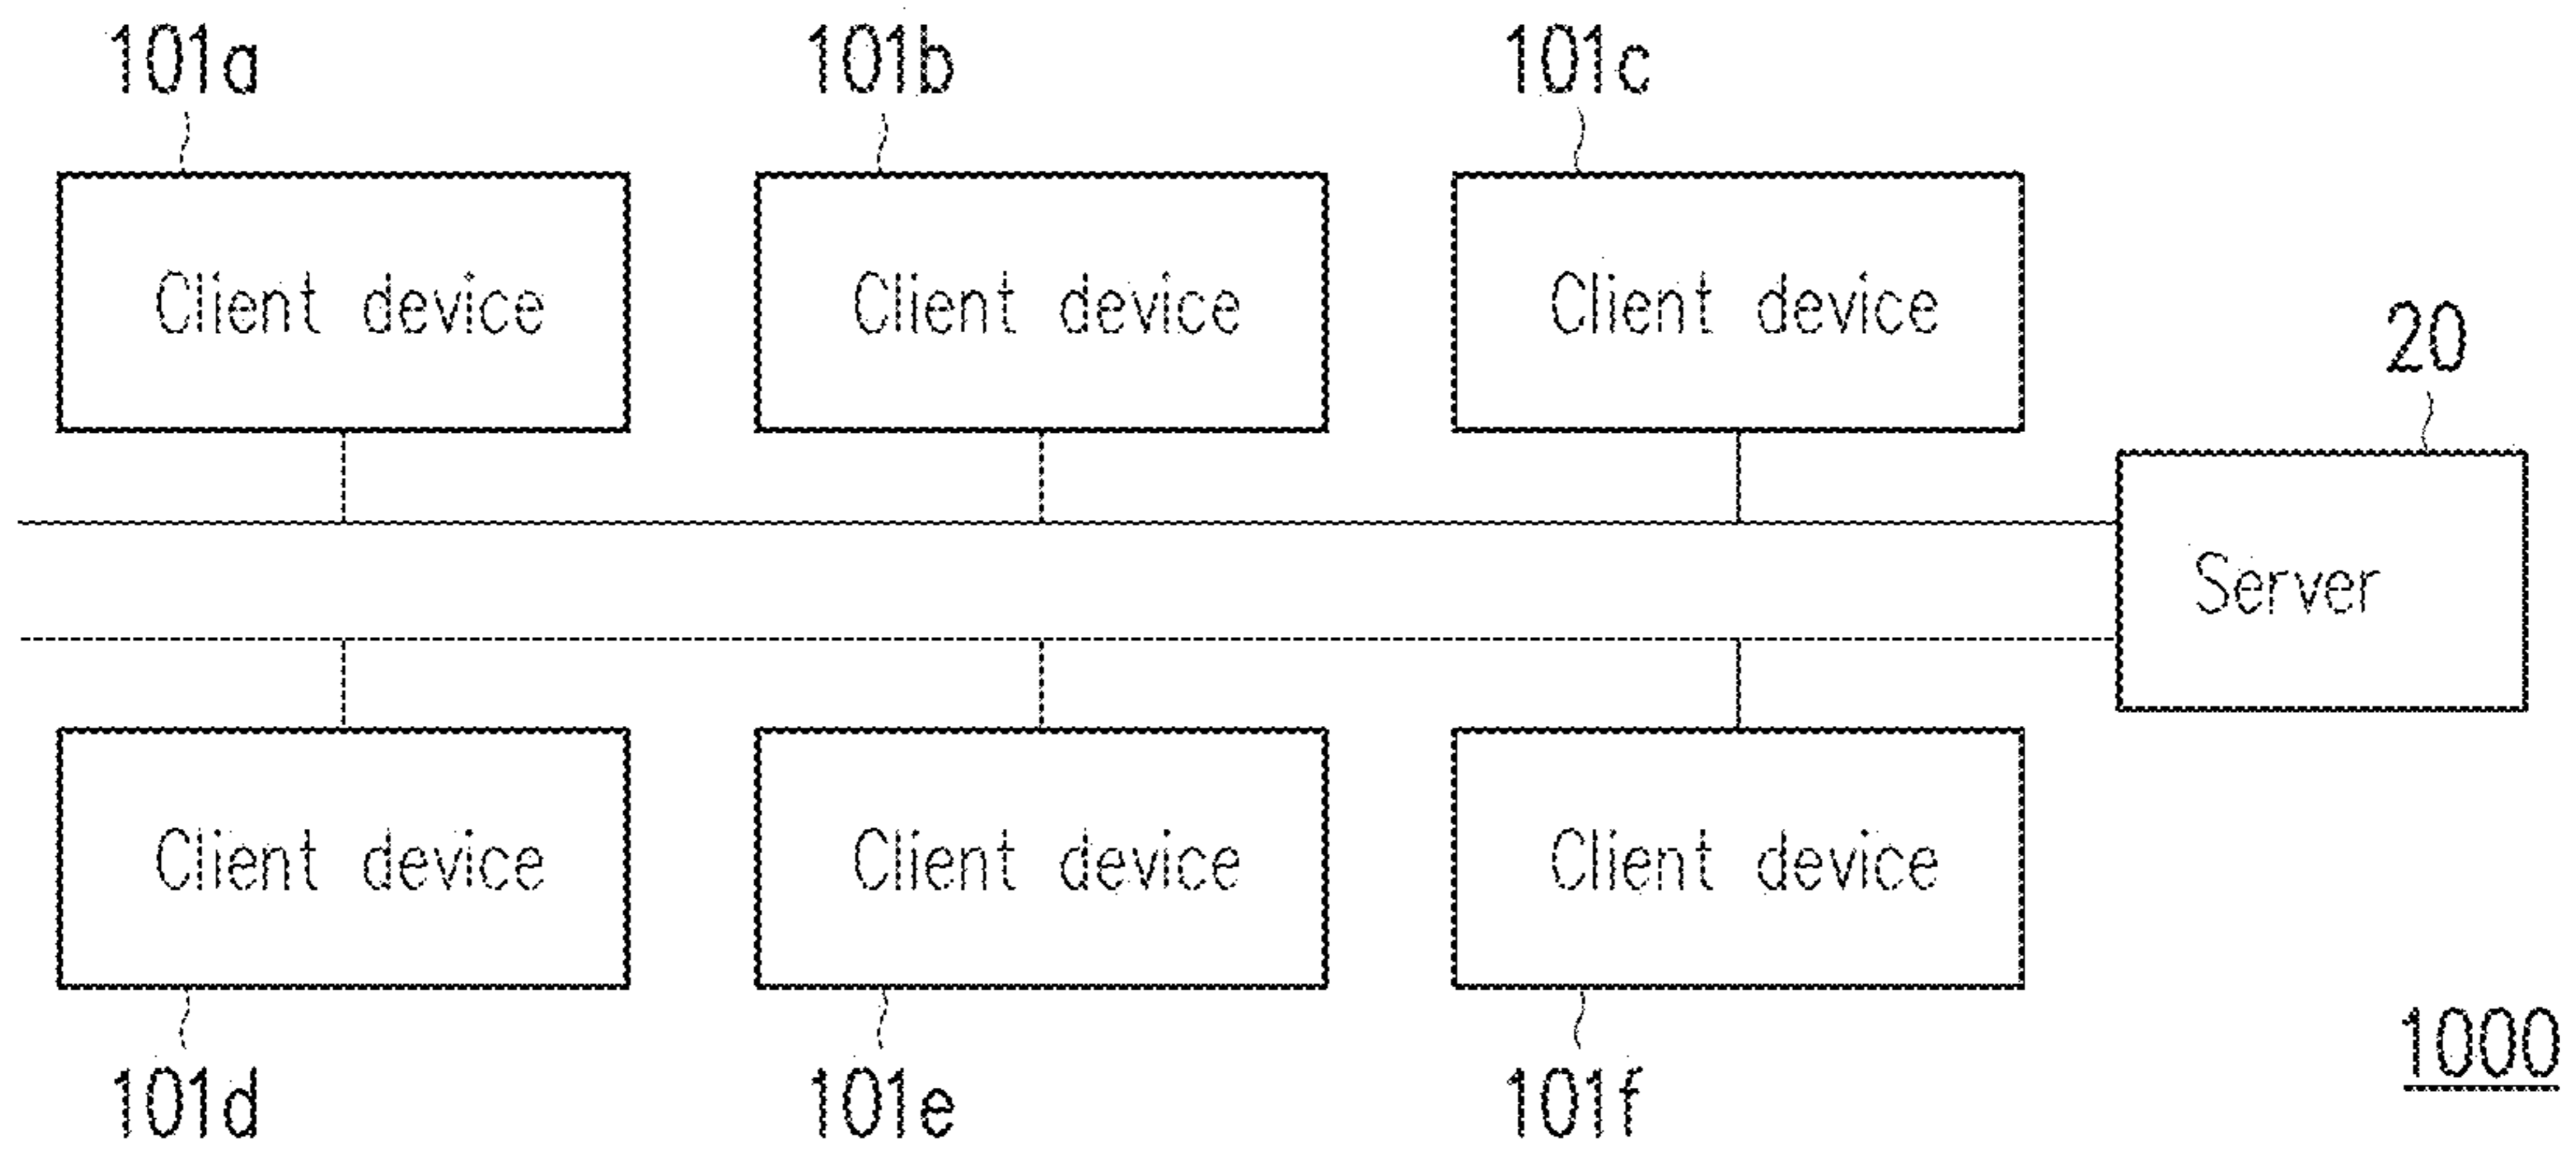 101a 101b 101c
Client device Client device Client device
20
Server
Client device Client device Client device
101d 101e 101f
1000